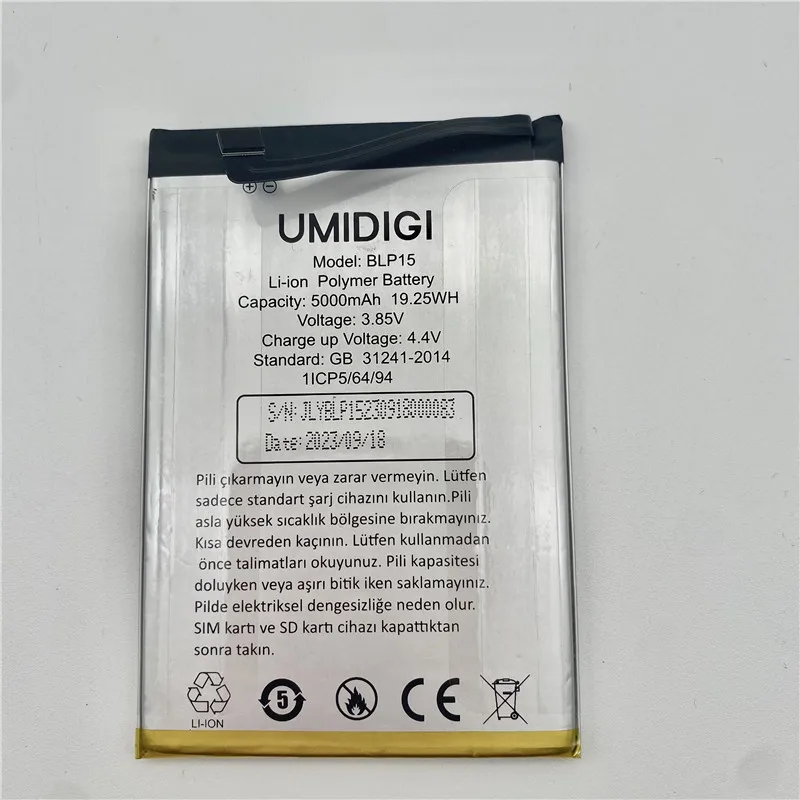 UMIDIGI
Model: BLP15
Li-ion Polymer Battery
Capacity: 5000mAh 19.25WH
Voltage: 3.85V
Charge up Voltage: 4.4V
Standard: GB 31241-2014
1ICP5/64/94
S/N: JLYBLP15230918000083
Date: 2023/09/18
Pili çıkarmayın veya zarar vermeyin. Lütfen
sadece standart şarj cihazını kullanın.Pili
asla yüksek sıcaklık bölgesine bırakmayınız.
Kısa devreden kaçının. Lütfen kullanmadan
önce talimatları okuyunuz. Pili kapasitesi
doluyken veya aşırı bitik iken saklamayınız.
Pilde elektriksel dengesizliğe neden olur.
SIM kartı ve SD kartı cihazı kapattıktan
sonra takın.
5 CE
LI-ION